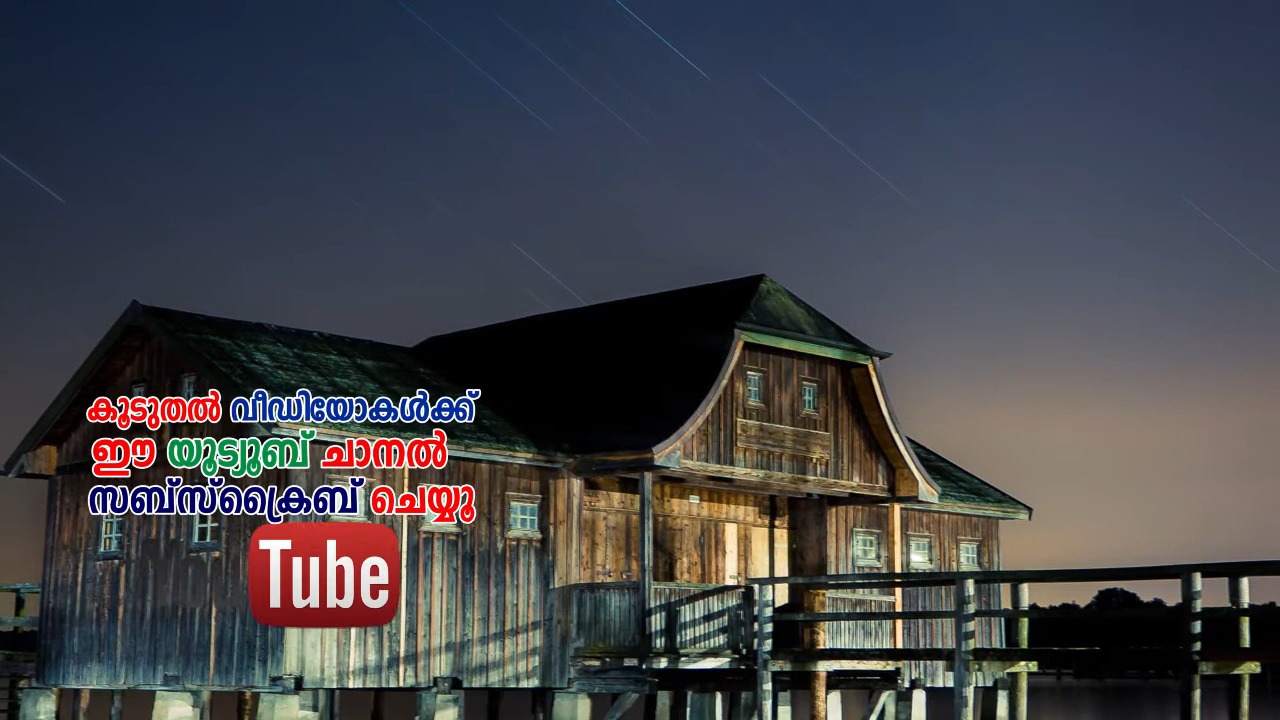 കൂടുതൽ വീഡിയോകൾക്ക്
ഈ യൂട്യൂബ് ചാനൽ
സബ്സ്ക്രൈബ് ചെയ്യൂ
Tube